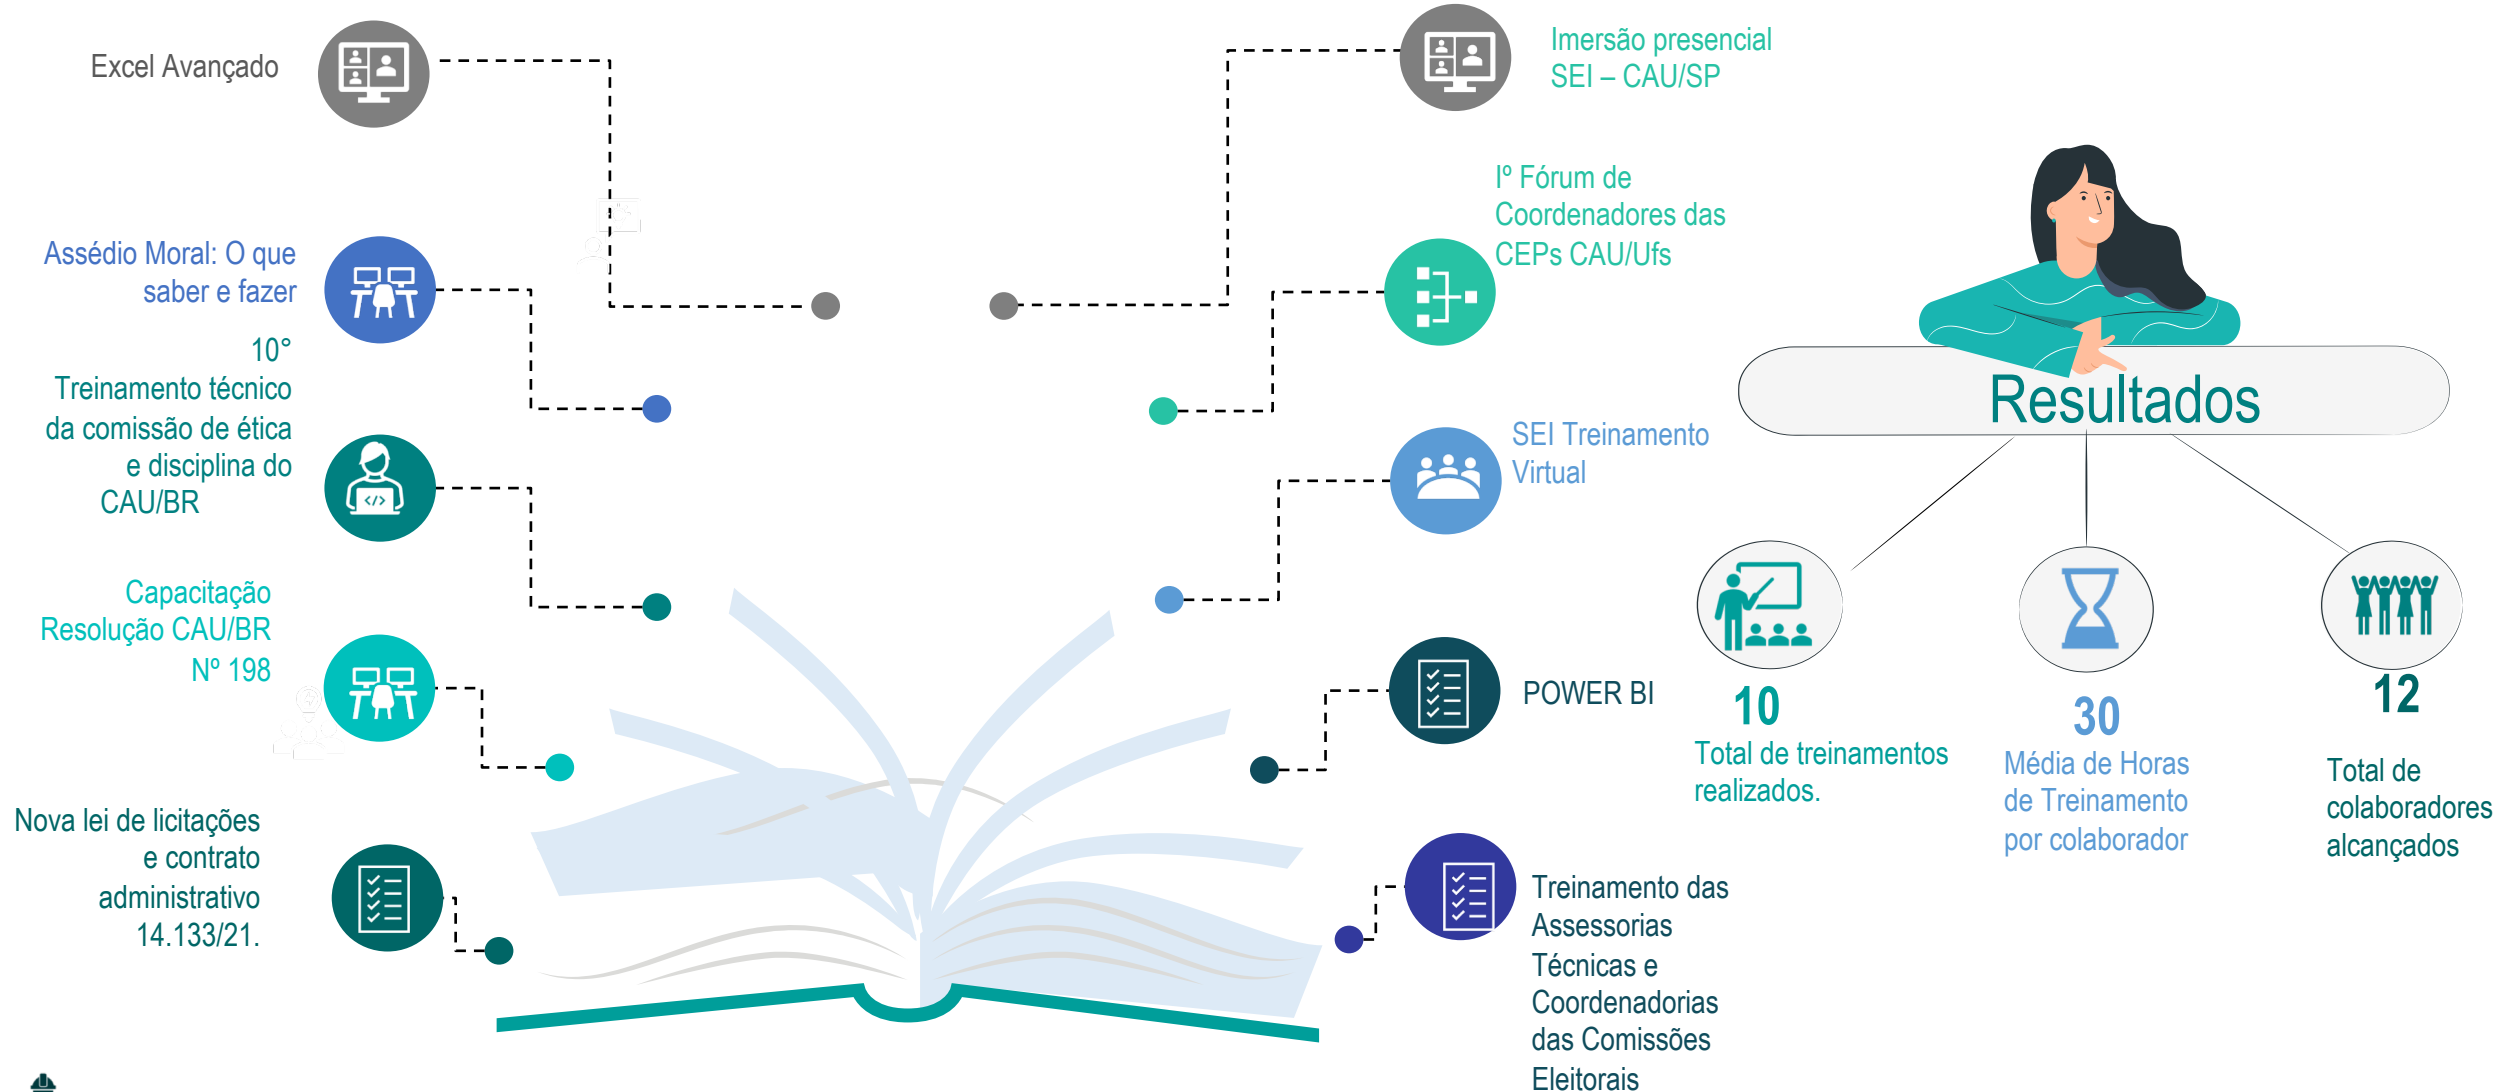 Excel Avançado
Assédio Moral: O que
saber e fazer
10°
Treinamento técnico
da comissão de ética
e disciplina do
CAU/BR
Capacitação
Resolução CAU/BR
Nº 198
Nova lei de licitações
e contrato
administrativo
14.133/21.
Imersão presencial
SEI – CAU/SP
Iº Fórum de
Coordenadores das
CEPs CAU/Ufs
SEI Treinamento
Virtual
POWER BI
Treinamento das
Assessorias
Técnicas e
Coordenadorias
das Comissões
Eleitorais
Resultados
10
Total de treinamentos
realizados.
30
Média de Horas
de Treinamento
por colaborador
12
Total de
colaboradores
alcançados